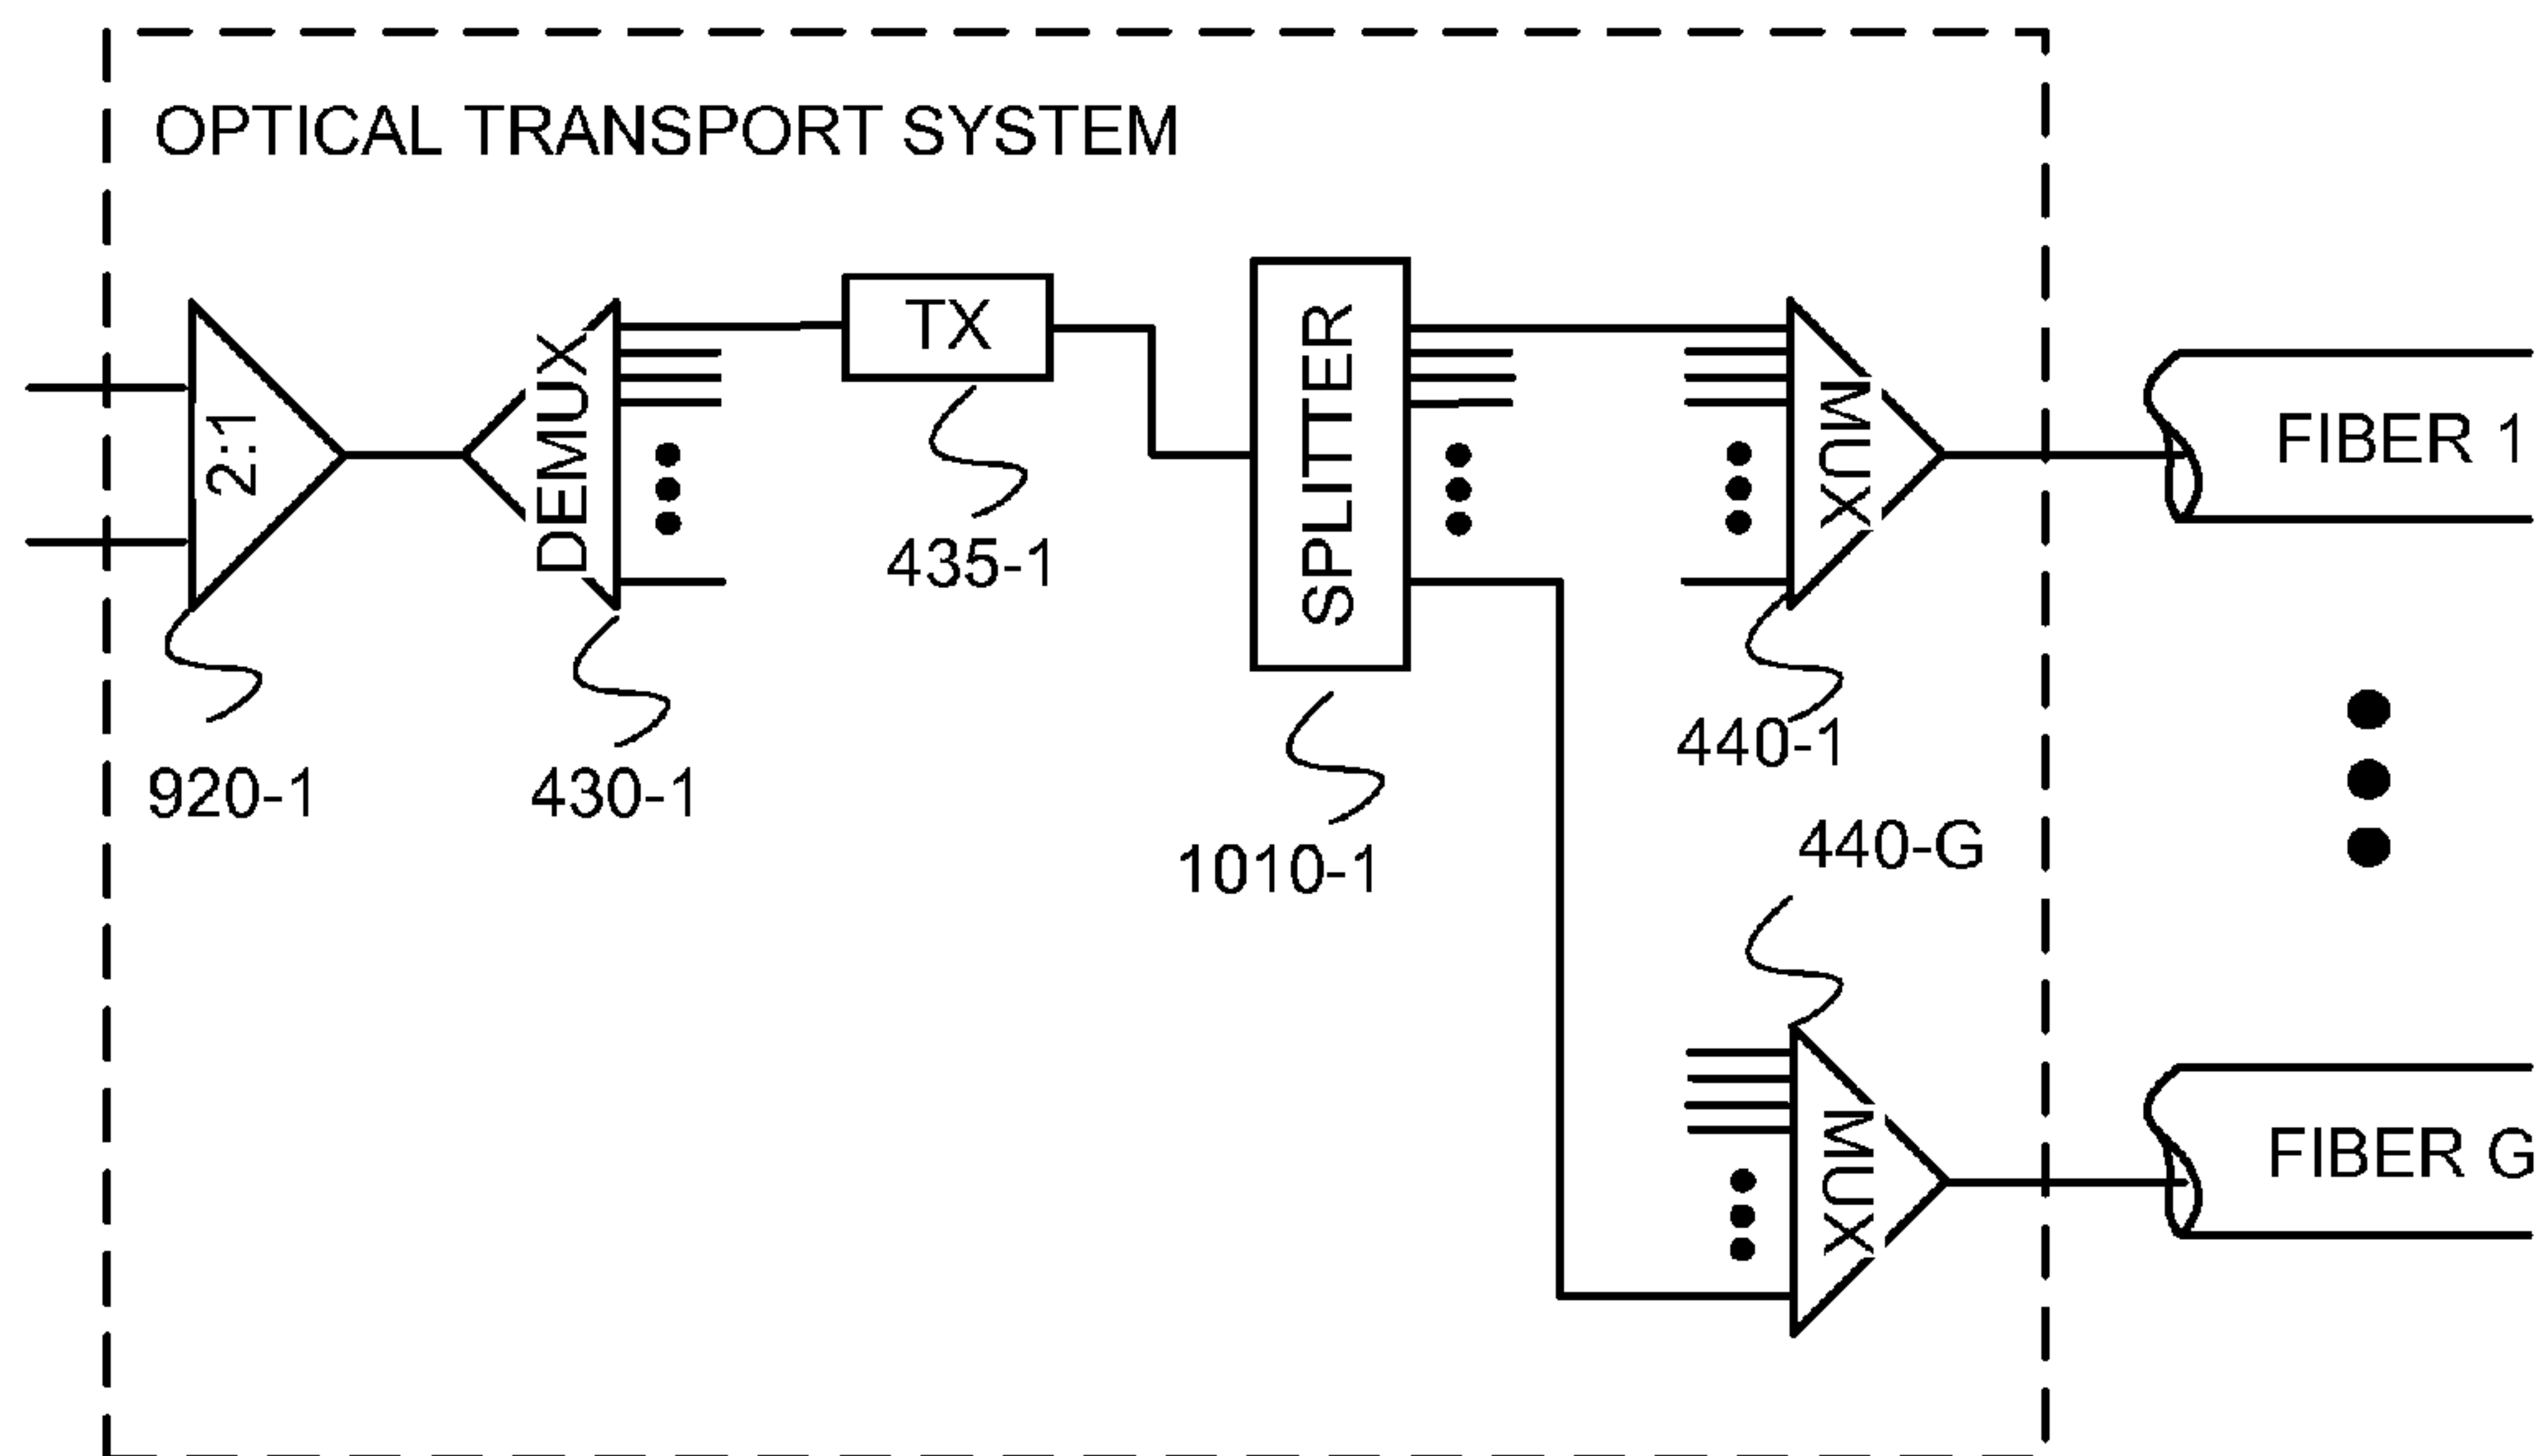 OPTICAL TRANSPORT SYSTEM
2:1
DEMUX
TX
SPLITTER
MUX
FIBER 1
435-1
440-1
920-1
430-1
1010-1
440-G
MUX
FIBER G